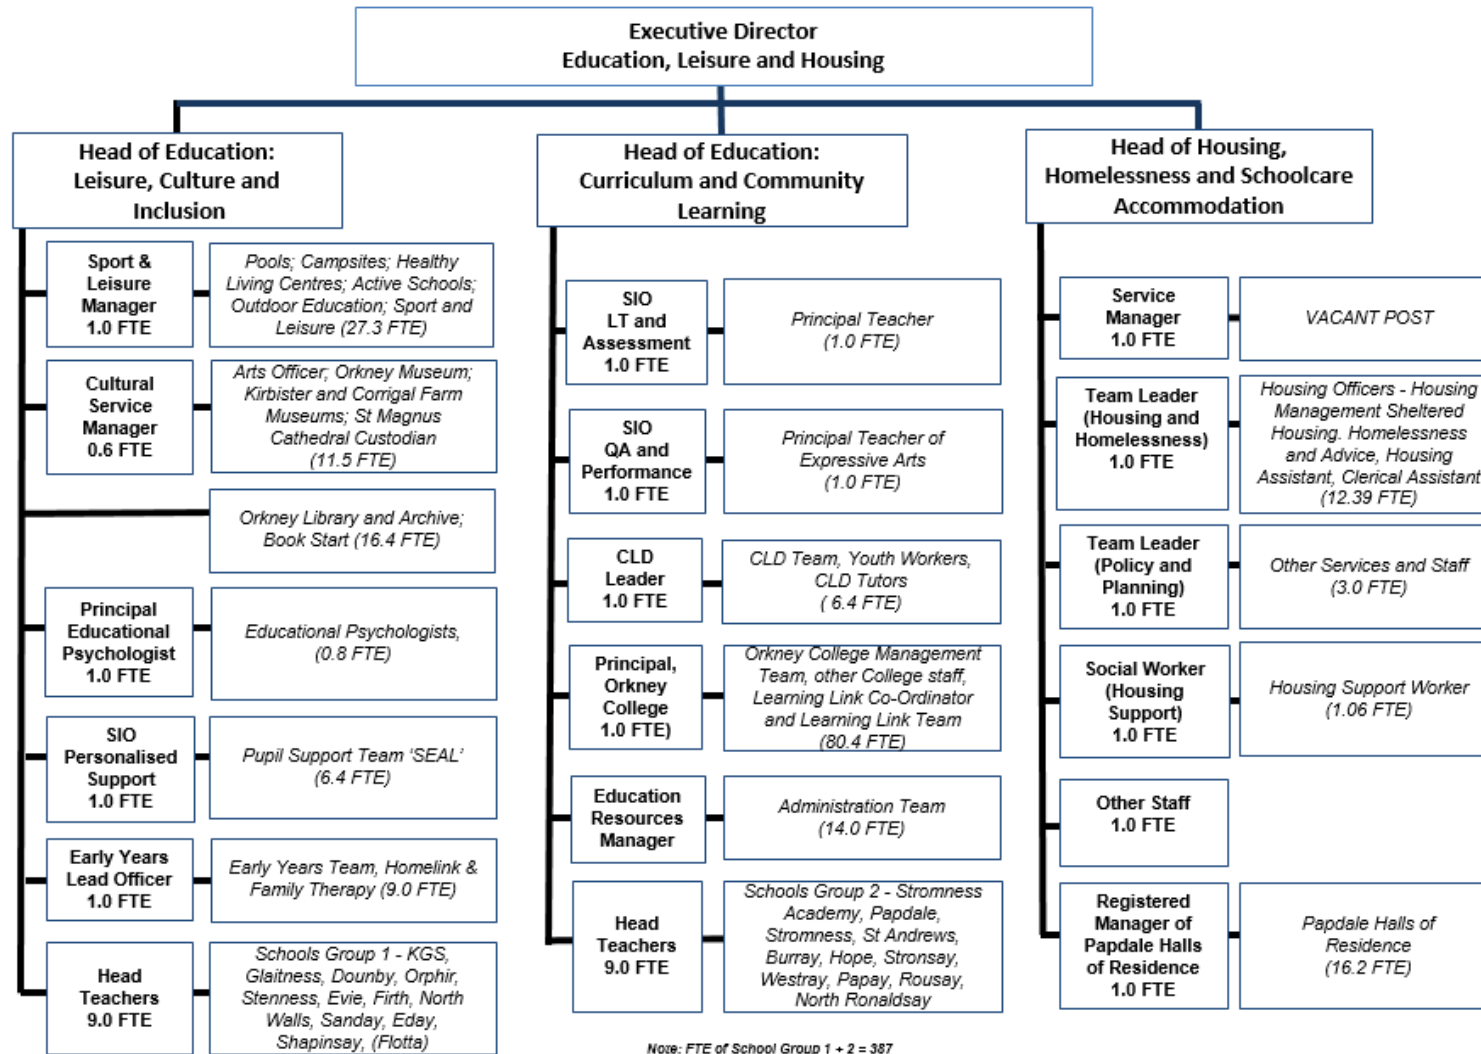 Executive Director
Education, Leisure and Housing
Head of Education:
Leisure, Culture and
Inclusion
Sport &
Leisure
Manager
1.0 FTE
Pools; Campsites; Healthy
Living Centres; Active Schools;
Outdoor Education; Sport and
Leisure (27.3 FTE)
Cultural
Service
Manager
0.6 FTE
Arts Officer; Orkney Museum;
Kirbister and Corrigal Farm
Museums; St Magnus
Cathedral Custodian
(11.5 FTE)
Orkney Library and Archive;
Book Start (16.4 FTE)
Principal
Educational
Psychologist
1.0 FTE
Educational Psychologists,
(0.8 FTE)
SIO
Personalised
Support
1.0 FTE
Pupil Support Team ‘SEAL’
(6.4 FTE)
Early Years
Lead Officer
1.0 FTE
Early Years Team, Homelink &
Family Therapy (9.0 FTE)
Head
Teachers
9.0 FTE
Schools Group 1 - KGS,
Glaitness, Dounby, Orphir,
Stenness, Evie, Firth, North
Walls, Sanday, Eday,
Shapinsay, (Flotta)
Head of Education:
Curriculum and Community
Learning
SIO
LT and
Assessment
1.0 FTE
Principal Teacher
(1.0 FTE)
SIO
QA and
Performance
1.0 FTE
Principal Teacher of
Expressive Arts
(1.0 FTE)
CLD
Leader
1.0 FTE
CLD Team, Youth Workers,
CLD Tutors
( 6.4 FTE)
Principal,
Orkney
College
1.0 FTE)
Orkney College Management
Team, other College staff,
Learning Link Co-Ordinator
and Learning Link Team
(80.4 FTE)
Education
Resources
Manager
Administration Team
(14.0 FTE)
Head
Teachers
9.0 FTE
Schools Group 2 - Stromness
Academy, Papdale,
Stromness, St Andrews,
Burray, Hope, Stronsay,
Westray, Papay, Rousay,
North Ronaldsay
Note: FTE of School Group 1 + 2 = 387
Head of Housing,
Homelessness and Schoolcare
Accommodation
Service
Manager
1.0 FTE
VACANT POST
Team Leader
(Housing and
Homelessness)
1.0 FTE
Housing Officers - Housing
Management Sheltered
Housing. Homelessness
and Advice, Housing
Assistant, Clerical Assistant
(12.39 FTE)
Team Leader
(Policy and
Planning)
1.0 FTE
Other Services and Staff
(3.0 FTE)
Social Worker
(Housing
Support)
1.0 FTE
Housing Support Worker
(1.06 FTE)
Other Staff
1.0 FTE
Registered
Manager of
Papdale Halls
of Residence
1.0 FTE
Papdale Halls of
Residence
(16.2 FTE)